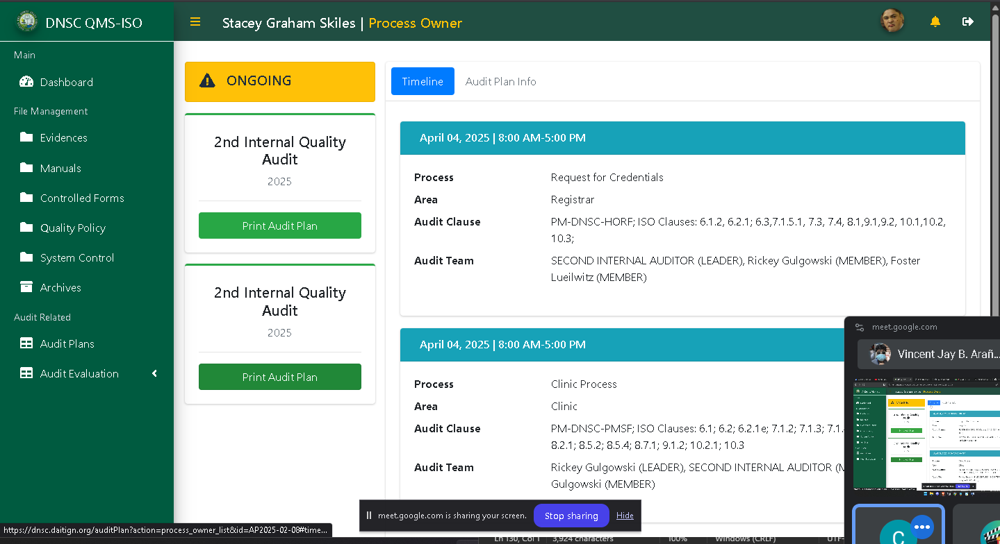 DNSC QMS-ISO
Stacey Graham Skiles | Process Owner
Main
Dashboard
File Management
Evidences
Manuals
Controlled Forms
Quality Policy
System Control
Archives
Audit Related
Audit Plans
Audit Evaluation
ONGOING
2nd Internal Quality
Audit
2025
Print Audit Plan
2nd Internal Quality
Audit
2025
Print Audit Plan
Timeline
Audit Plan Info
April 04, 2025 | 8:00 AM-5:00 PM
Process
Request for Credentials
Area
Registrar
Audit Clause
PM-DNSC-HORF; ISO Clauses: 6.1.2, 6.2.1; 6.3,7.1.5.1, 7.3, 7.4, 8.1,9.1,9.2, 10.1,10.2,
10.3;
Audit Team
SECOND INTERNAL AUDITOR (LEADER), Rickey Gulgowski (MEMBER), Foster
Lueilwitz (MEMBER)
April 04, 2025 | 8:00 AM-5:00 PM
Process
Clinic Process
Area
Clinic
Audit Clause
PM-DNSC-PMSF; ISO Clauses: 6.1; 6.2; 6.2.1e; 7.1.2; 7.1.3; 7.1.
8.2.1; 8.5.2; 8.5.4; 8.7.1; 9.1.2; 10.2.1; 10.3
Audit Team
Rickey Gulgowski (LEADER), SECOND INTERNAL AUDITOR (M
Gulgowski (MEMBER)
meet.google.com
Vincent Jay B. Arañ...
C
meet.google.com is sharing your screen.
Stop sharing
Hide
https://dnsc.daitign.org/auditPlan?action=process_owner_list&id=AP2025-02-08#time...
Ln 130, Col 1
3,924 characters
100%
Windows (CRLF)
UTF-